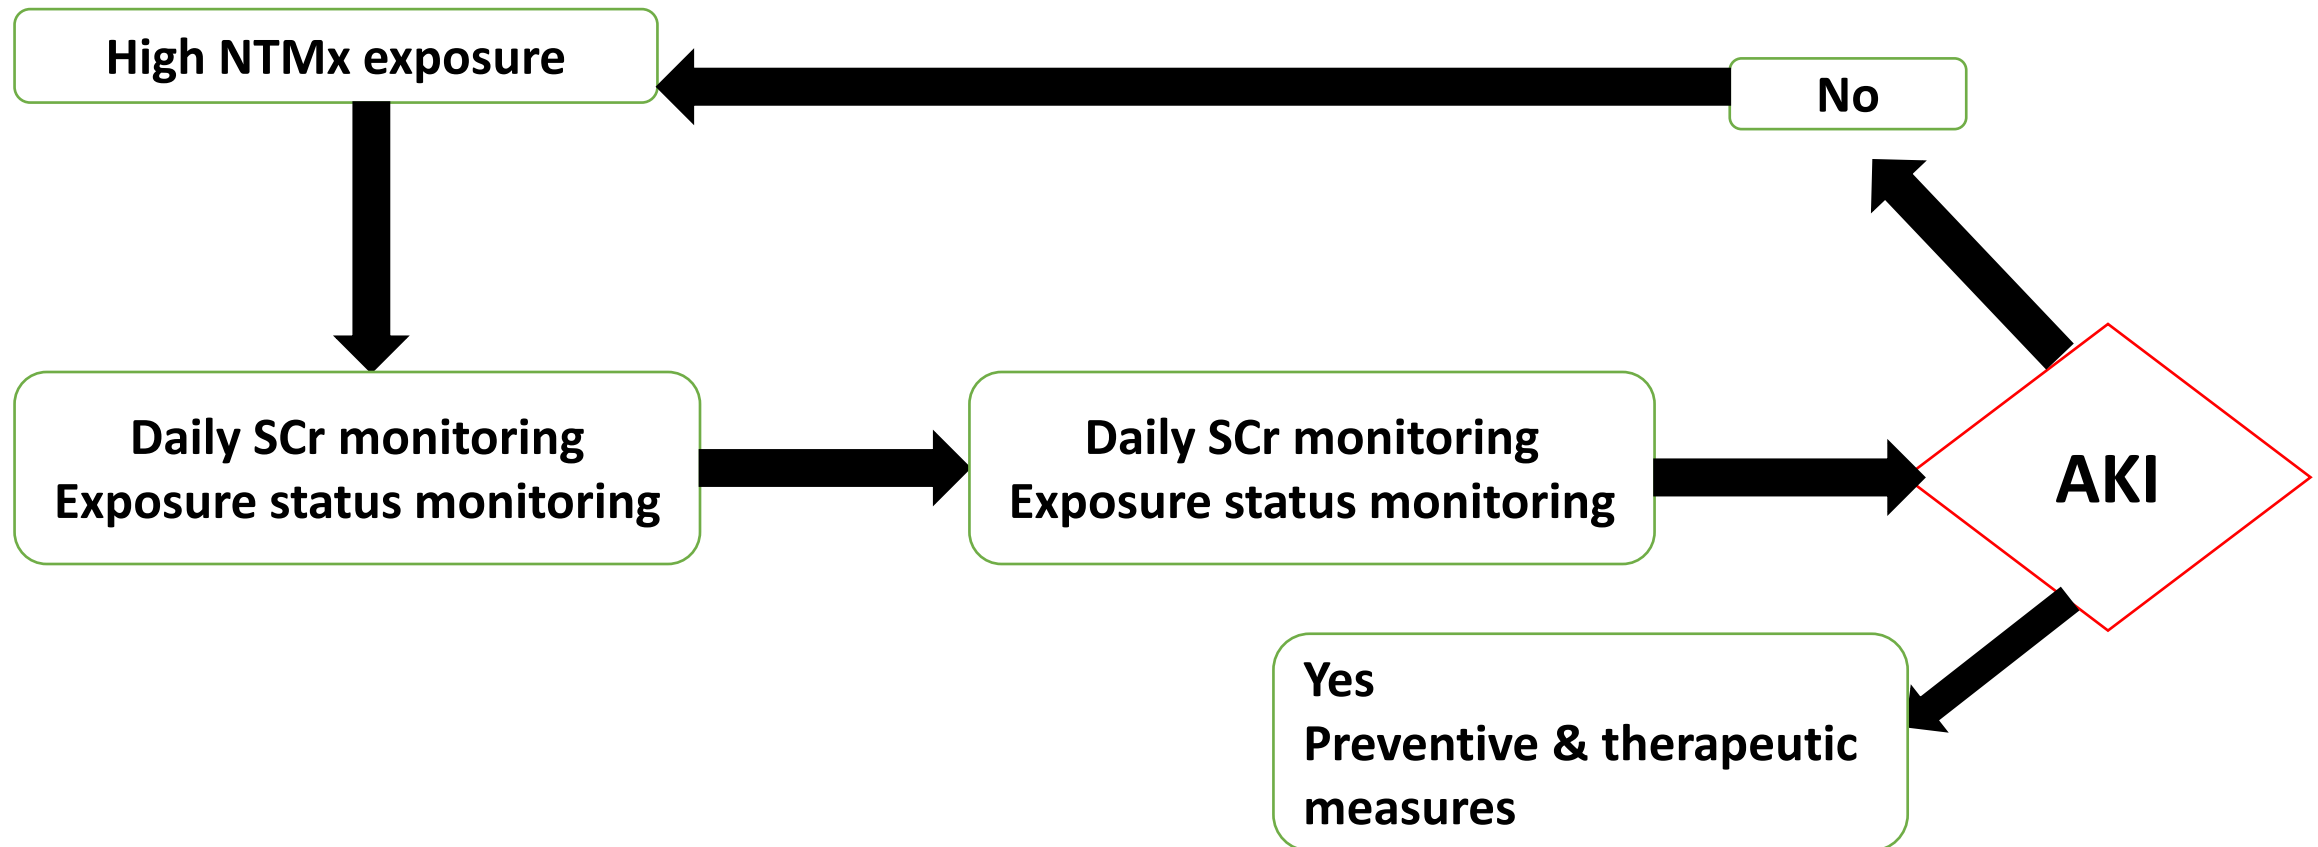 High NTMx exposure
No
Daily SCr monitoring
Exposure status monitoring
Daily SCr monitoring
Exposure status monitoring
AKI
Yes
Preventive & therapeutic
measures